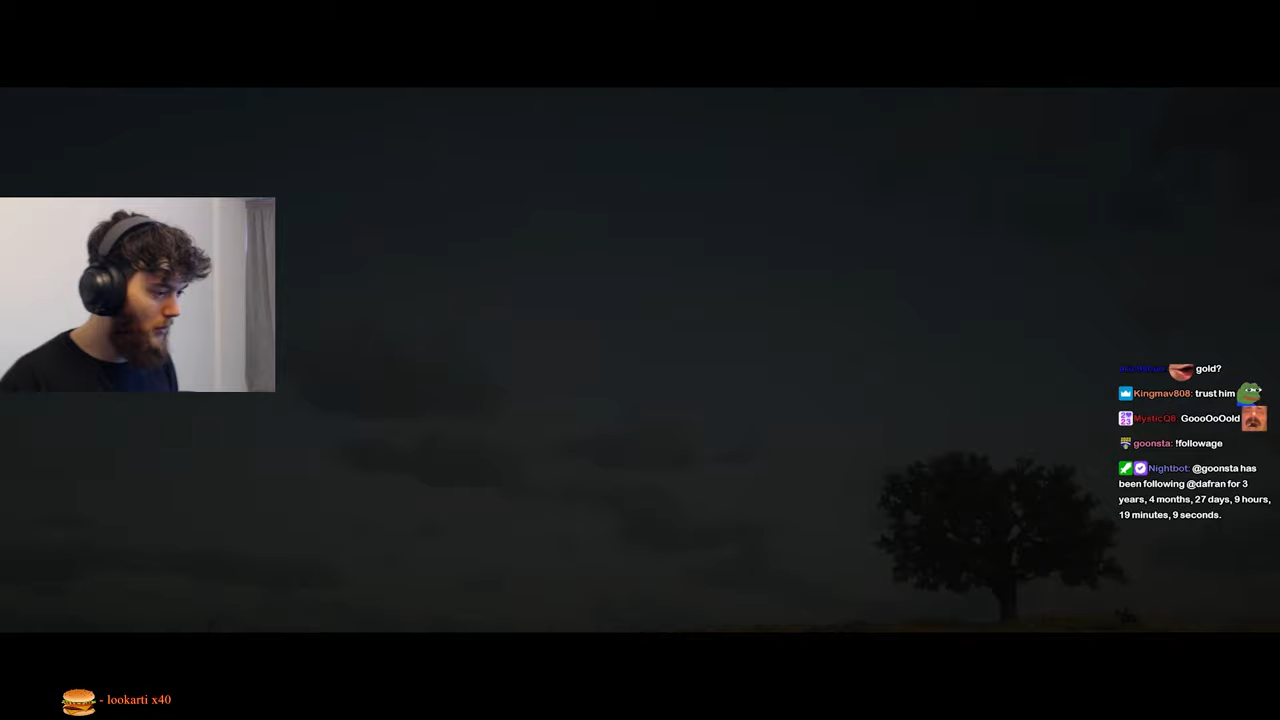 gold?
Kingmav808: trust him
MysticQ8: GoooOoOold
goonsta: !followage
Nightbot: @goonsta has
been following @dafran for 3
years, 4 months, 27 days, 9 hours,
19 minutes, 9 seconds.
- lookarti x40